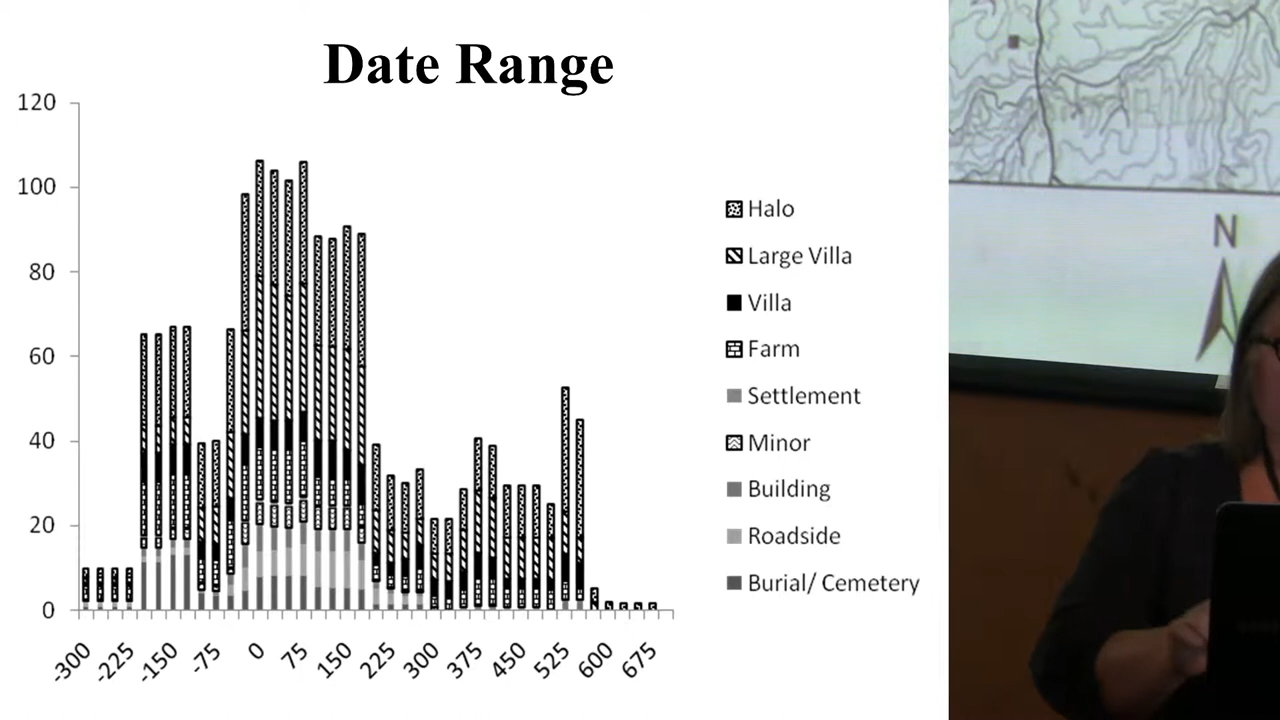 Date Range
120
100
80
60
40
20
0
-300
-225
-150
-75
0
75
150
225
300
375
450
525
600
675
Halo
Large Villa
Villa
Farm
Settlement
Minor
Building
Roadside
Burial/ Cemetery
N